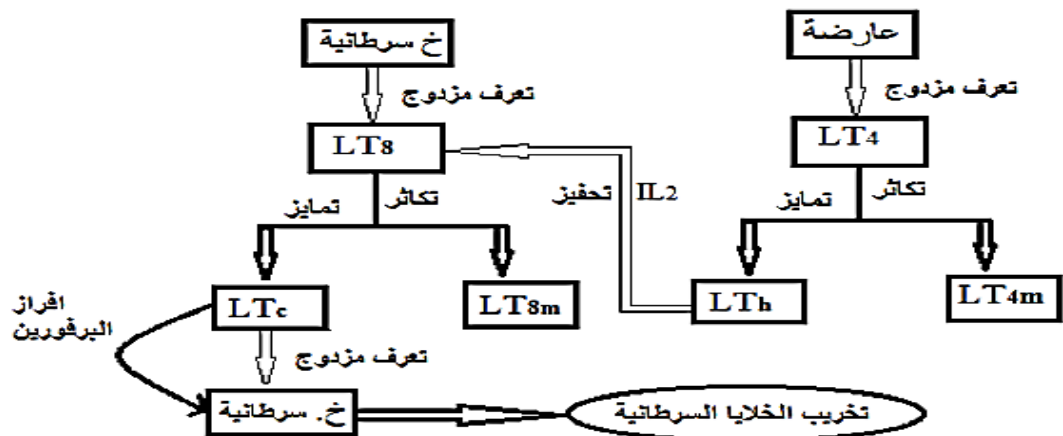 عارضة
خ سرطانية
تعرف مزدوج
تعرف مزدوج
LT4
LT8
تكاثر
تمايز
IL2
تحفيز
تكاثر
تمايز
LT4m
LTh
LT8m
LTc
افراز
البرفورين
تعرف مزدوج
خ. سرطانية
تخريب الخلايا السرطانية